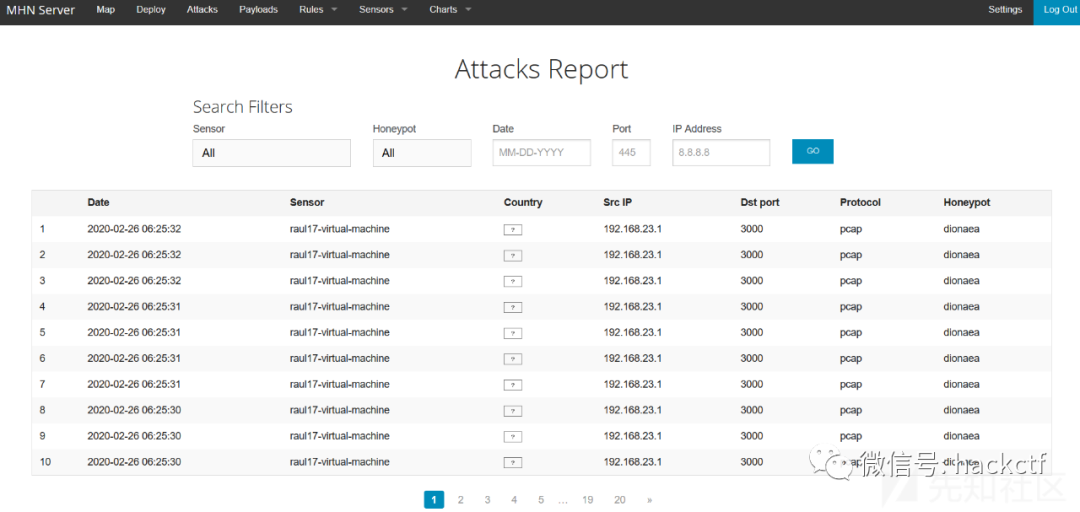 MHN Server Map Deploy Attacks Payloads Rules Sensors Charts Settings Log Out
Attacks Report
Search Filters
Sensor Honeypot Date Port IP Address
All All MM-DD-YYYY 445 8.8.8.8 GO
Date Sensor Country Src IP Dst port Protocol Honeypot
1 2020-02-26 06:25:32 raul17-virtual-machine ? 192.168.23.1 3000 pcap dionaea
2 2020-02-26 06:25:32 raul17-virtual-machine ? 192.168.23.1 3000 pcap dionaea
3 2020-02-26 06:25:32 raul17-virtual-machine ? 192.168.23.1 3000 pcap dionaea
4 2020-02-26 06:25:31 raul17-virtual-machine ? 192.168.23.1 3000 pcap dionaea
5 2020-02-26 06:25:31 raul17-virtual-machine ? 192.168.23.1 3000 pcap dionaea
6 2020-02-26 06:25:31 raul17-virtual-machine ? 192.168.23.1 3000 pcap dionaea
7 2020-02-26 06:25:31 raul17-virtual-machine ? 192.168.23.1 3000 pcap dionaea
8 2020-02-26 06:25:30 raul17-virtual-machine ? 192.168.23.1 3000 pcap dionaea
9 2020-02-26 06:25:30 raul17-virtual-machine ? 192.168.23.1 3000 pcap dionaea
10 2020-02-26 06:25:30 raul17-virtual-machine ? 192.168.23.1 3000 pcap dionaea
微信号: hackctf
先知社区
1 2 3 4 5 ... 19 20 »